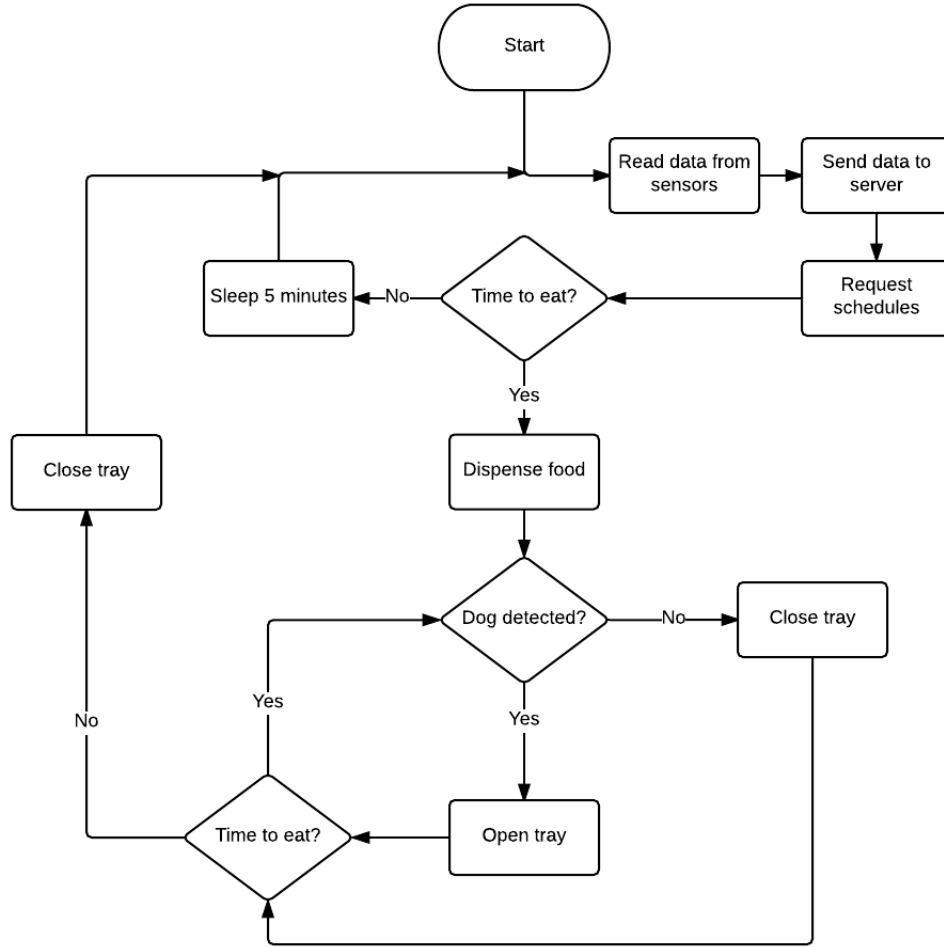 Start
Read data from
sensors
Send data to
server
Request
schedules
Time to eat?
No
Sleep 5 minutes
Yes
Dispense food
Close tray
Dog detected?
No
Close tray
Yes
Yes
No
Open tray
Time to eat?